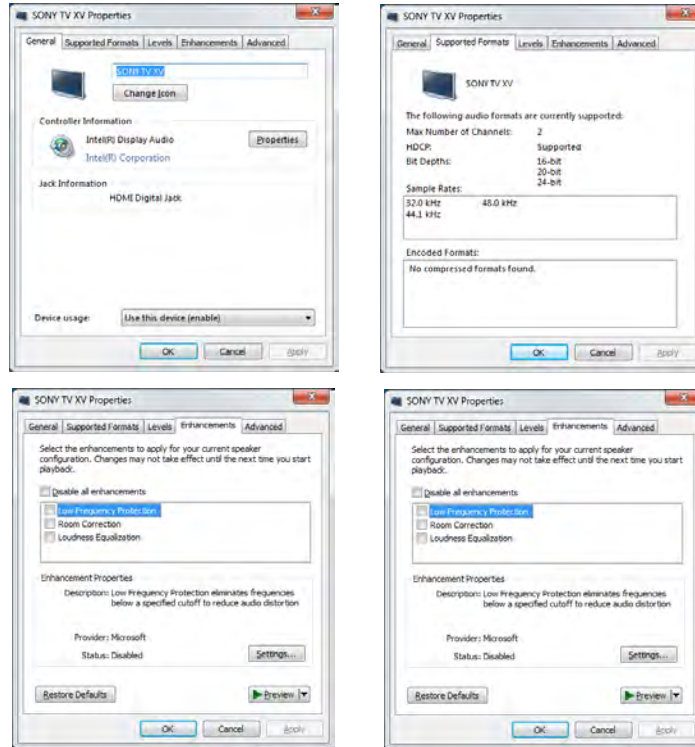 SONY TV XV Properties
General Supported Formats Levels Enhancements Advanced
SONY TV XV
Change Icon
Controller Information
Intel(R) Display Audio Properties
Intel(R) Corporation
Jack Information
HDMI Digital Jack
Device usage: Use this device (enable)
OK Cancel Apply
SONY TV XV Properties
General Supported Formats Levels Enhancements Advanced
SONY TV XV
The following audio formats are currently supported:
Max Number of Channels: 2
HDCP: Supported
Bit Depths: 16-bit
20-bit
24-bit
Sample Rates:
32.0 kHz 48.0 kHz
44.1 kHz
Encoded Formats:
No compressed formats found.
OK Cancel Apply
SONY TV XV Properties
General Supported Formats Levels Enhancements Advanced
Select the enhancements to apply for your current speaker
configuration. Changes may not take effect until the next time you start
playback.
Disable all enhancements
Low Frequency Protection
Room Correction
Loudness Equalization
Enhancement Properties
Description: Low Frequency Protection eliminates frequencies
below a specified cutoff to reduce audio distortion
Provider: Microsoft
Status: Disabled Settings...
Restore Defaults Preview
OK Cancel Apply
SONY TV XV Properties
General Supported Formats Levels Enhancements Advanced
Select the enhancements to apply for your current speaker
configuration. Changes may not take effect until the next time you start
playback.
Disable all enhancements
Low Frequency Protection
Room Correction
Loudness Equalization
Enhancement Properties
Description: Low Frequency Protection eliminates frequencies
below a specified cutoff to reduce audio distortion
Provider: Microsoft
Status: Disabled Settings...
Restore Defaults Preview
OK Cancel Apply